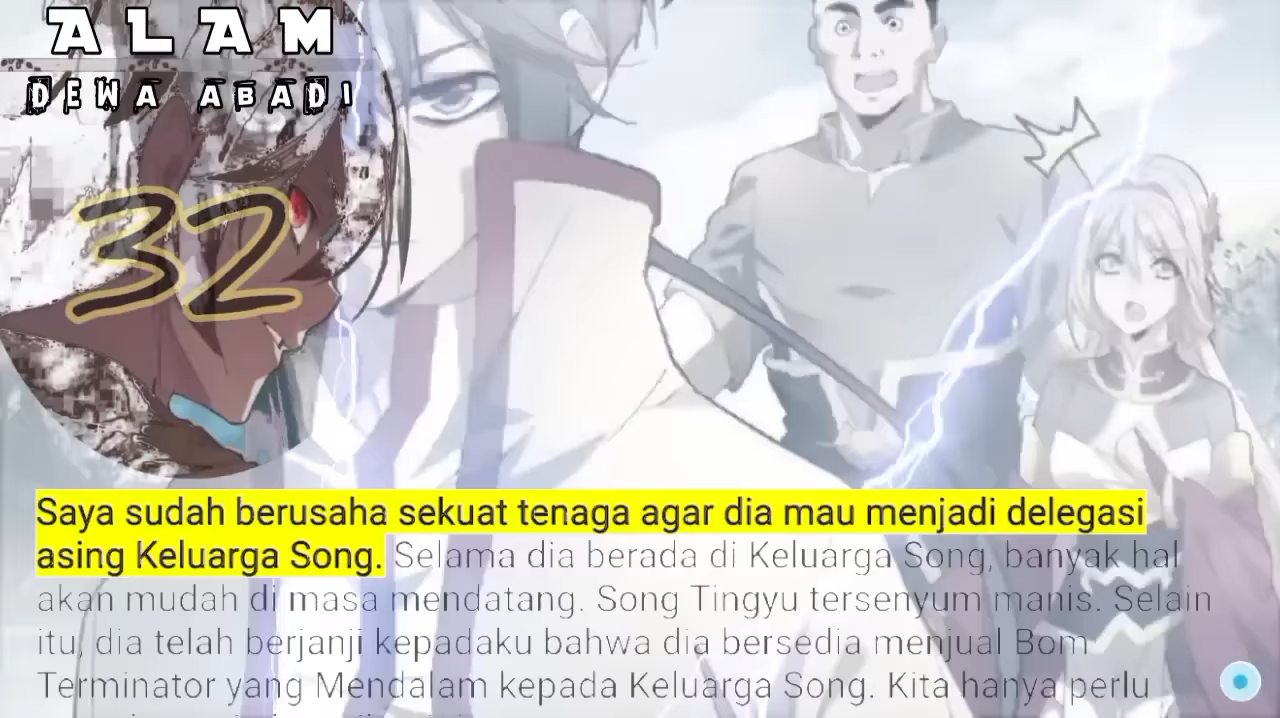 ALAM
DEWA ABADI
32
Saya sudah berusaha sekuat tenaga agar dia mau menjadi delegasi
asing Keluarga Song. Selama dia berada di Keluarga Song, banyak hal
akan mudah di masa mendatang. Song Tingyu tersenyum manis. Selain
itu, dia telah berjanji kepadaku bahwa dia bersedia menjual Bom
Terminator yang Mendalam kepada Keluarga Song. Kita hanya perlu